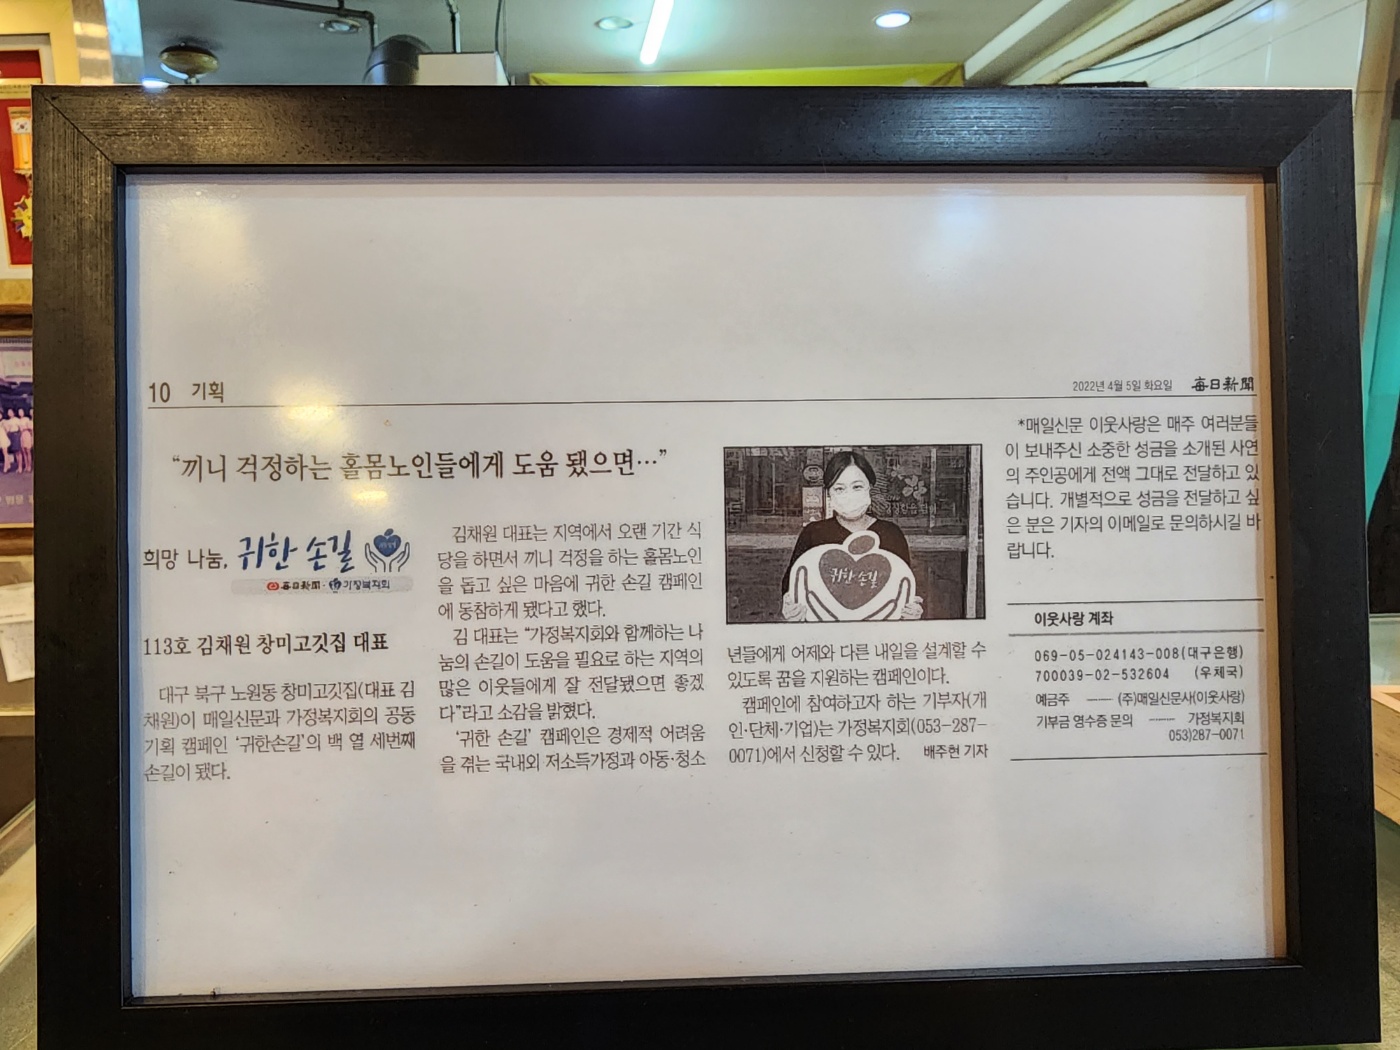 10 기획
2022년 4월 5일 화요일 每日新聞
“끼니 걱정하는 홀몸노인들에게 도움 됐으면…”
희망 나눔, 귀한 손길
每日新聞 · 가정복지회
113호 김채원 창미고깃집 대표
대구 북구 노원동 창미고깃집(대표 김
채원)이 매일신문과 가정복지회의 공동
기획 캠페인 ‘귀한손길’의 백 열 세번째
손길이 됐다.
김채원 대표는 지역에서 오랜 기간 식
당을 하면서 끼니 걱정을 하는 홀몸노인
을 돕고 싶은 마음에 귀한 손길 캠페인
에 동참하게 됐다고 했다.
김 대표는 “가정복지회와 함께하는 나
눔의 손길이 도움을 필요로 하는 지역의
많은 이웃들에게 잘 전달됐으면 좋겠
다”라고 소감을 밝혔다.
‘귀한 손길’ 캠페인은 경제적 어려움
을 겪는 국내외 저소득가정과 아동·청소
귀한 손길
년들에게 어제와 다른 내일을 설계할 수
있도록 꿈을 지원하는 캠페인이다.
캠페인에 참여하고자 하는 기부자(개
인·단체·기업)는 가정복지회(053-287-
0071)에서 신청할 수 있다. 배주현 기자
*매일신문 이웃사랑은 매주 여러분들
이 보내주신 소중한 성금을 소개된 사연
의 주인공에게 전액 그대로 전달하고 있
습니다. 개별적으로 성금을 전달하고 싶
은 분은 기자의 이메일로 문의하시길 바
랍니다.
이웃사랑 계좌
069-05-024143-008(대구은행)
700039-02-532604 (우체국)
예금주 —— (주)매일신문사(이웃사랑)
기부금 영수증 문의 —— 가정복지회
053)287-0071